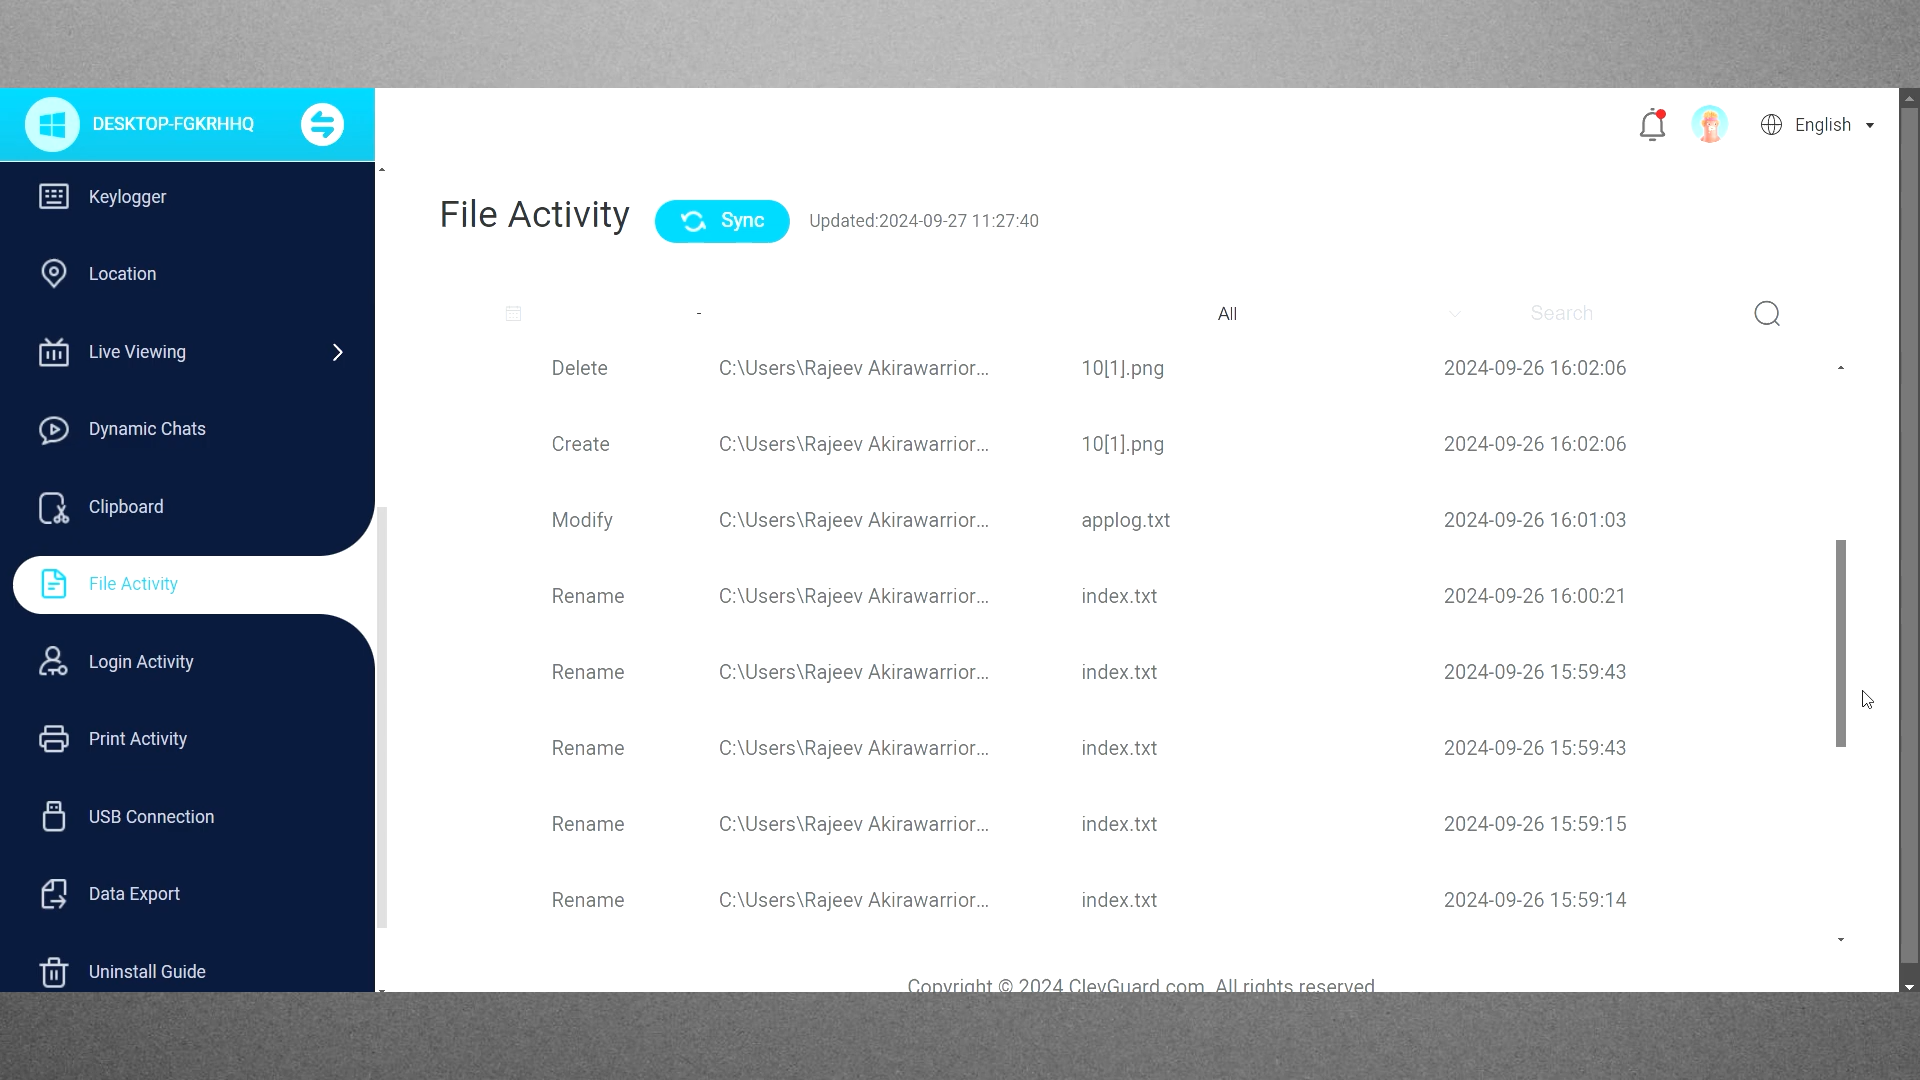 DESKTOP-FGKRHHQ
English
Keylogger
Location
Live Viewing
Dynamic Chats
Clipboard
File Activity
Login Activity
Print Activity
USB Connection
Data Export
Uninstall Guide
File Activity Sync Updated:2024-09-27 11:27:40
- All Search
Delete C:\Users\Rajeev Akirawarrior... 10[1].png 2024-09-26 16:02:06
Create C:\Users\Rajeev Akirawarrior... 10[1].png 2024-09-26 16:02:06
Modify C:\Users\Rajeev Akirawarrior... applog.txt 2024-09-26 16:01:03
Rename C:\Users\Rajeev Akirawarrior... index.txt 2024-09-26 16:00:21
Rename C:\Users\Rajeev Akirawarrior... index.txt 2024-09-26 15:59:43
Rename C:\Users\Rajeev Akirawarrior... index.txt 2024-09-26 15:59:43
Rename C:\Users\Rajeev Akirawarrior... index.txt 2024-09-26 15:59:15
Rename C:\Users\Rajeev Akirawarrior... index.txt 2024-09-26 15:59:14
Copyright © 2024 ClevGuard.com. All rights reserved.